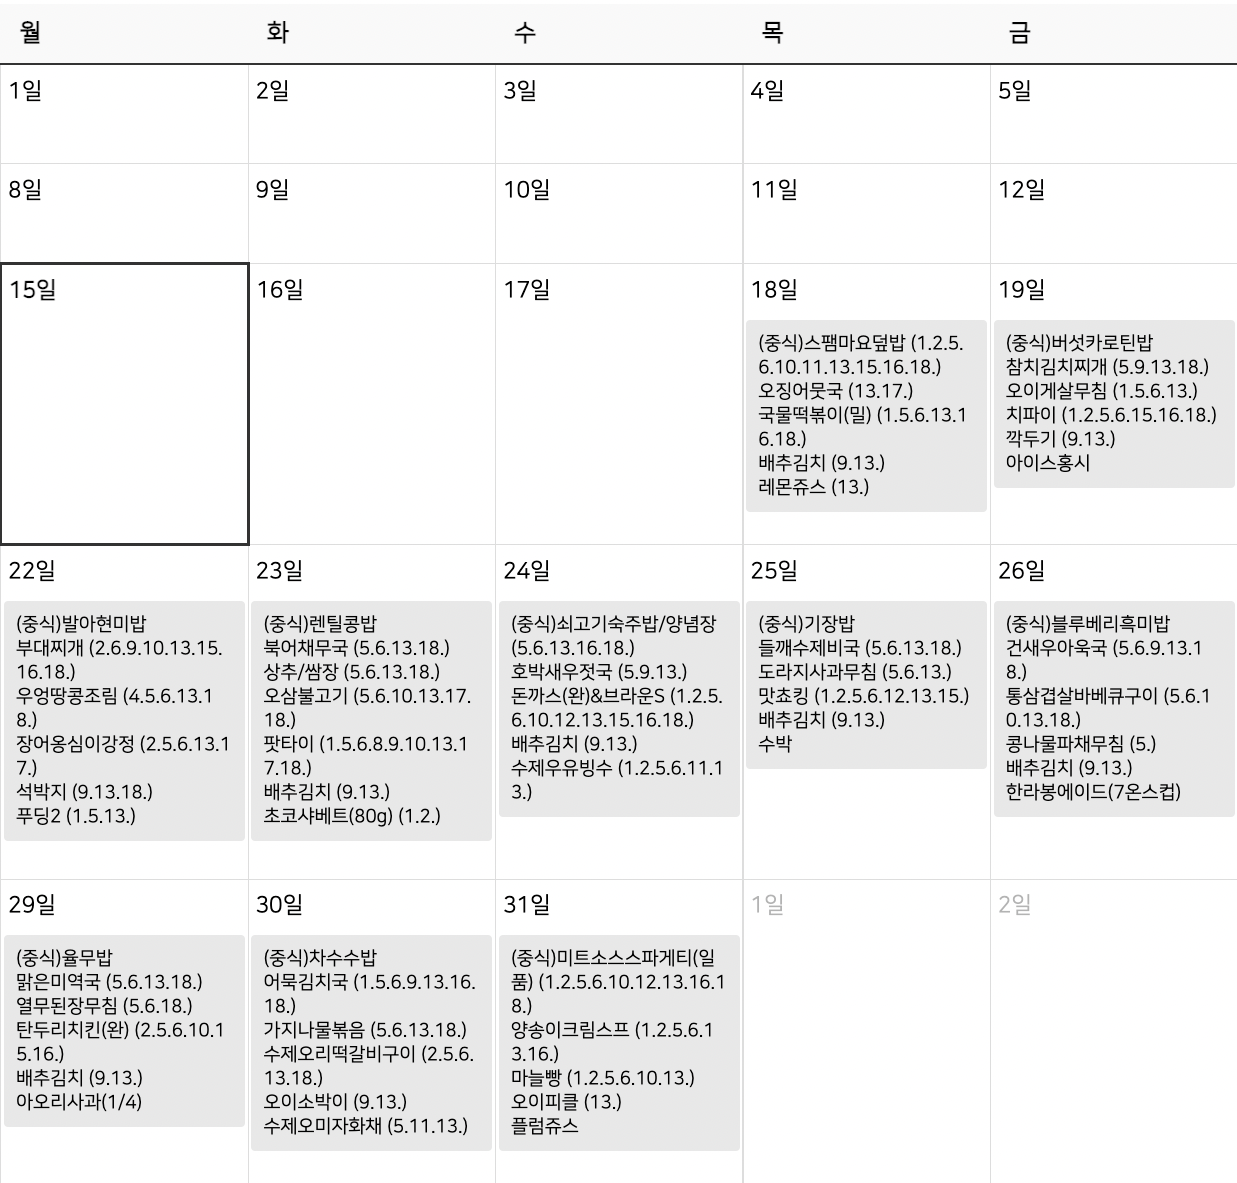 월
화
수
목
금
1일
2일
3일
4일
5일
8일
9일
10일
11일
12일
15일
16일
17일
18일
(중식)스팸마요덮밥 (1.2.5.
6.10.11.13.15.16.18.)
오징어뭇국 (13.17.)
국물떡볶이(밀) (1.5.6.13.1
6.18.)
배추김치 (9.13.)
레몬쥬스 (13.)
19일
(중식)버섯카로틴밥
참치김치찌개 (5.9.13.18.)
오이게살무침 (1.5.6.13.)
치파이 (1.2.5.6.15.16.18.)
깍두기 (9.13.)
아이스홍시
22일
(중식)발아현미밥
부대찌개 (2.6.9.10.13.15.
16.18.)
우엉땅콩조림 (4.5.6.13.1
8.)
장어옹심이강정 (2.5.6.13.1
7.)
석박지 (9.13.18.)
푸딩2 (1.5.13.)
23일
(중식)렌틸콩밥
북어채무국 (5.6.13.18.)
상추/쌈장 (5.6.13.18.)
오삼불고기 (5.6.10.13.17.
18.)
팟타이 (1.5.6.8.9.10.13.1
7.18.)
배추김치 (9.13.)
초코샤베트(80g) (1.2.)
24일
(중식)쇠고기숙주밥/양념장
(5.6.13.16.18.)
호박새우젓국 (5.9.13.)
돈까스(완)&브라운S (1.2.5.
6.10.12.13.15.16.18.)
배추김치 (9.13.)
수제우유빙수 (1.2.5.6.11.1
3.)
25일
(중식)기장밥
들깨수제비국 (5.6.13.18.)
도라지사과무침 (5.6.13.)
맛쵸킹 (1.2.5.6.12.13.15.)
배추김치 (9.13.)
수박
26일
(중식)블루베리흑미밥
건새우아욱국 (5.6.9.13.1
8.)
통삼겹살바베큐구이 (5.6.1
0.13.18.)
콩나물파채무침 (5.)
배추김치 (9.13.)
한라봉에이드(7온스컵)
29일
(중식)율무밥
맑은미역국 (5.6.13.18.)
열무된장무침 (5.6.18.)
탄두리치킨(완) (2.5.6.10.1
5.16.)
배추김치 (9.13.)
아오리사과(1/4)
30일
(중식)차수수밥
어묵김치국 (1.5.6.9.13.16.
18.)
가지나물볶음 (5.6.13.18.)
수제오리떡갈비구이 (2.5.6.
13.18.)
오이소박이 (9.13.)
수제오미자화채 (5.11.13.)
31일
(중식)미트소스스파게티(일
품) (1.2.5.6.10.12.13.16.1
8.)
양송이크림스프 (1.2.5.6.1
3.16.)
마늘빵 (1.2.5.6.10.13.)
오이피클 (13.)
플럼쥬스
1일
2일